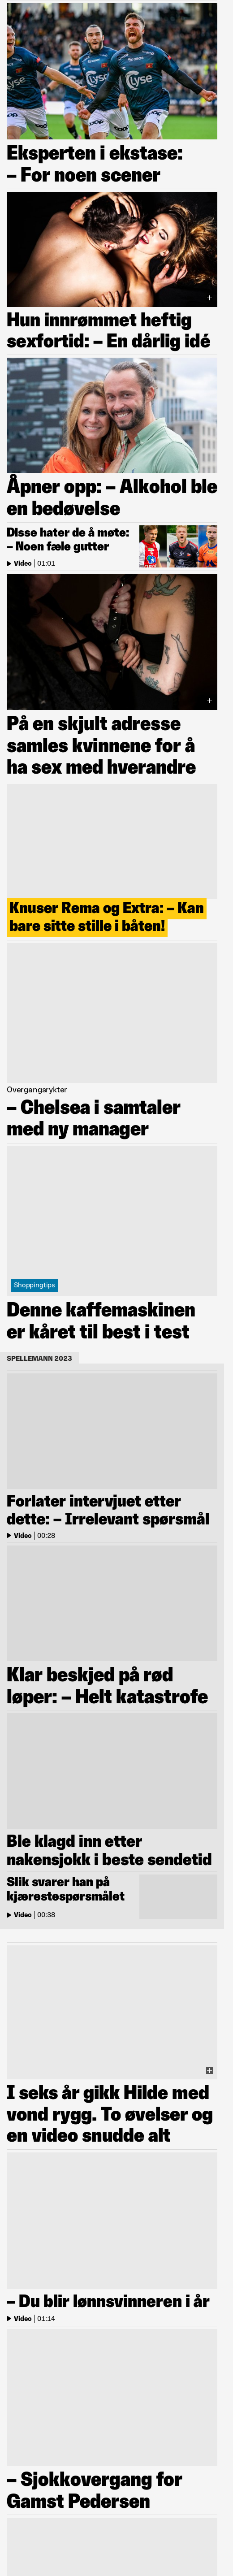 lyse
lyse
coop
coop
Eksperten i ekstase:
– For noen scener
Hun innrømmet heftig
sexfortid: – En dårlig idé
Åpner opp: – Alkohol ble
en bedøvelse
Disse hater de å møte:
– Noen fæle gutter
Video | 01:01
På en skjult adresse
samles kvinnene for å
ha sex med hverandre
Knuser Rema og Extra: – Kan
bare sitte stille i båten!
Overgangsrykter
– Chelsea i samtaler
med ny manager
Shoppingtips
Denne kaffemaskinen
er kåret til best i test
SPELLEMANN 2023
Forlater intervjuet etter
dette: – Irrelevant spørsmål
Video | 00:28
Klar beskjed på rød
løper: – Helt katastrofe
Ble klagd inn etter
nakensjokk i beste sendetid
Slik svarer han på
kjærestespørsmålet
Video | 00:38
I seks år gikk Hilde med
vond rygg. To øvelser og
en video snudde alt
– Du blir lønnsvinneren i år
Video | 01:14
– Sjokkovergang for
Gamst Pedersen